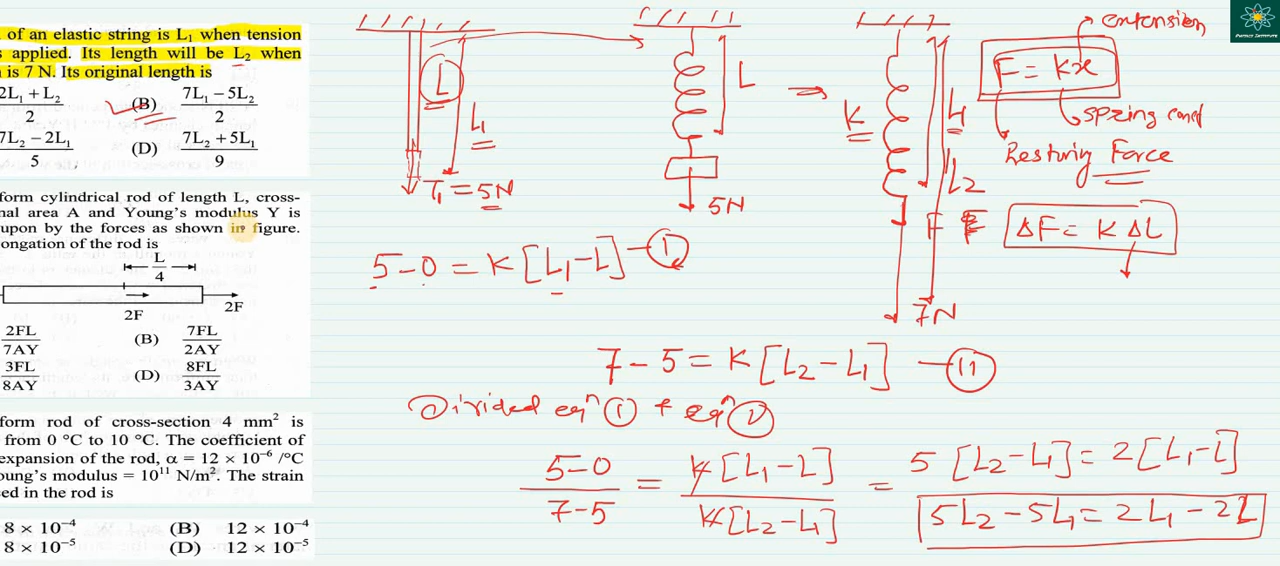 of an elastic string is L₁ when tension
s applied. Its length will be L₂ when
n is 7 N. Its original length is
2L₁ + L₂ / 2 (B) 7L₁ − 5L₂ / 2
7L₂ − 2L₁ / 5 (D) 7L₂ + 5L₁ / 9
form cylindrical rod of length L, cross-
nal area A and Young's modulus Y is
upon by the forces as shown in figure.
ongation of the rod is
L/4
2F 2F
2FL / 7AY (B) 7FL / 2AY
3FL / 8AY (D) 8FL / 3AY
form rod of cross-section 4 mm² is
from 0 °C to 10 °C. The coefficient of
expansion of the rod, α = 12 × 10⁻⁶ /°C
oung's modulus = 10¹¹ N/m². The strain
ed in the rod is
8 × 10⁻⁴ (B) 12 × 10⁻⁴
8 × 10⁻⁵ (D) 12 × 10⁻⁵
L
L₁
T₁ = 5N
L
5N
K
L₁
L₂
F F
7N
extension
F = Kx
spring const
Restoring Force
ΔF = K ΔL
5 − 0 = K [L₁ − L] — ①
7 − 5 = K [L₂ − L₁] — ⑪
Divided eqⁿ ① & eqⁿ
5−0 / 7−5 = K [L₁ − L] / K [L₂ − L₁] = 5 [L₂ − L₁] = 2 [L₁ − L]
5L₂ − 5L₁ = 2L₁ − 2L